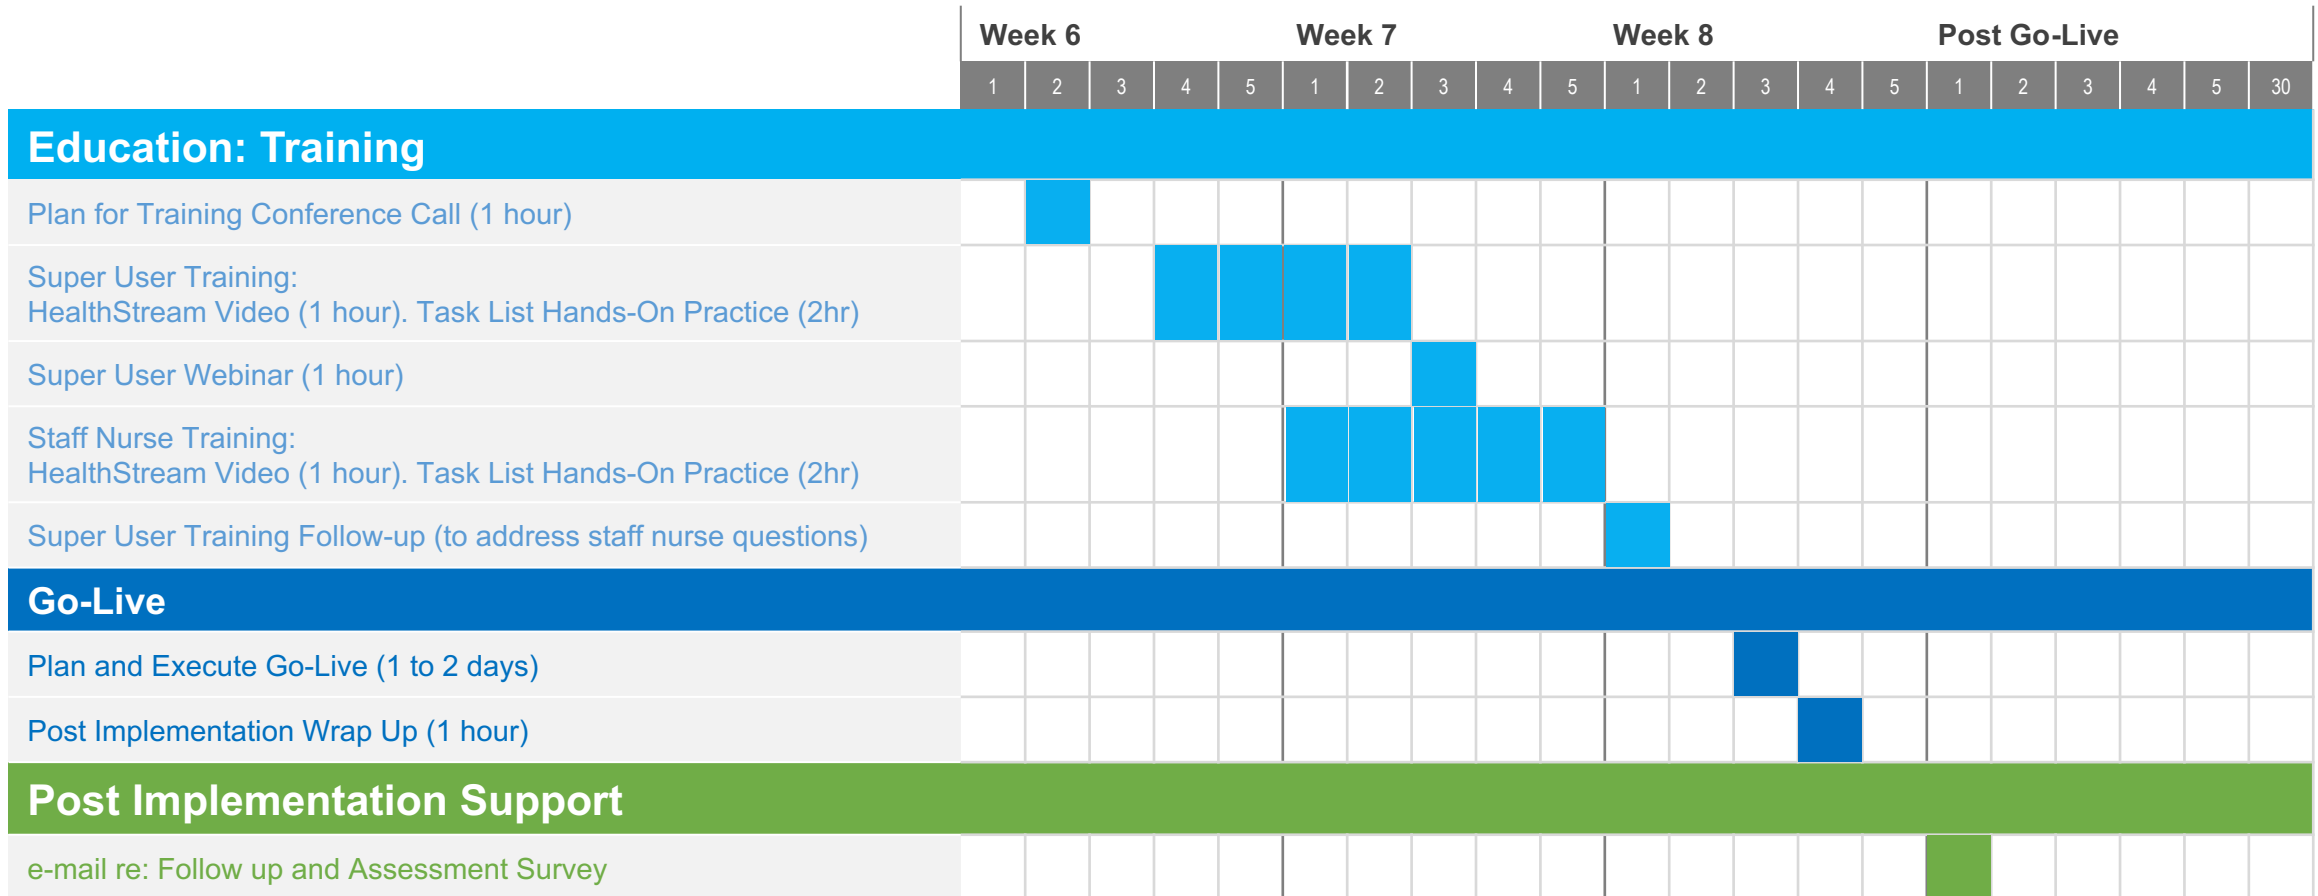 Week 6 Week 7 Week 8 Post Go-Live
1 2 3 4 5 1 2 3 4 5 1 2 3 4 5 1 2 3 4 5 30
Education: Training
Plan for Training Conference Call (1 hour)
Super User Training:
HealthStream Video (1 hour). Task List Hands-On Practice (2hr)
Super User Webinar (1 hour)
Staff Nurse Training:
HealthStream Video (1 hour). Task List Hands-On Practice (2hr)
Super User Training Follow-up (to address staff nurse questions)
Go-Live
Plan and Execute Go-Live (1 to 2 days)
Post Implementation Wrap Up (1 hour)
Post Implementation Support
e-mail re: Follow up and Assessment Survey